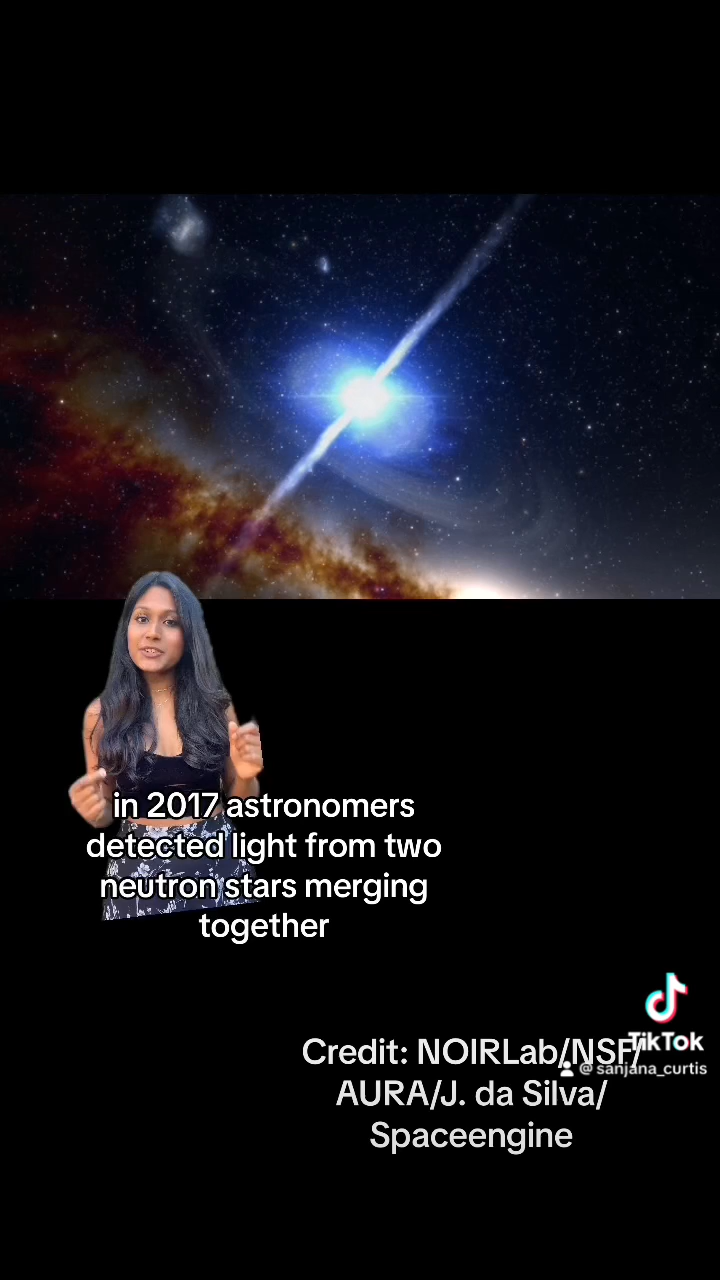 in 2017 astronomers
detected light from two
neutron stars merging
together
TikTok
Credit: NOIRLab/NSF/
@ sanjana_curtis
AURA/J. da Silva/
Spaceengine